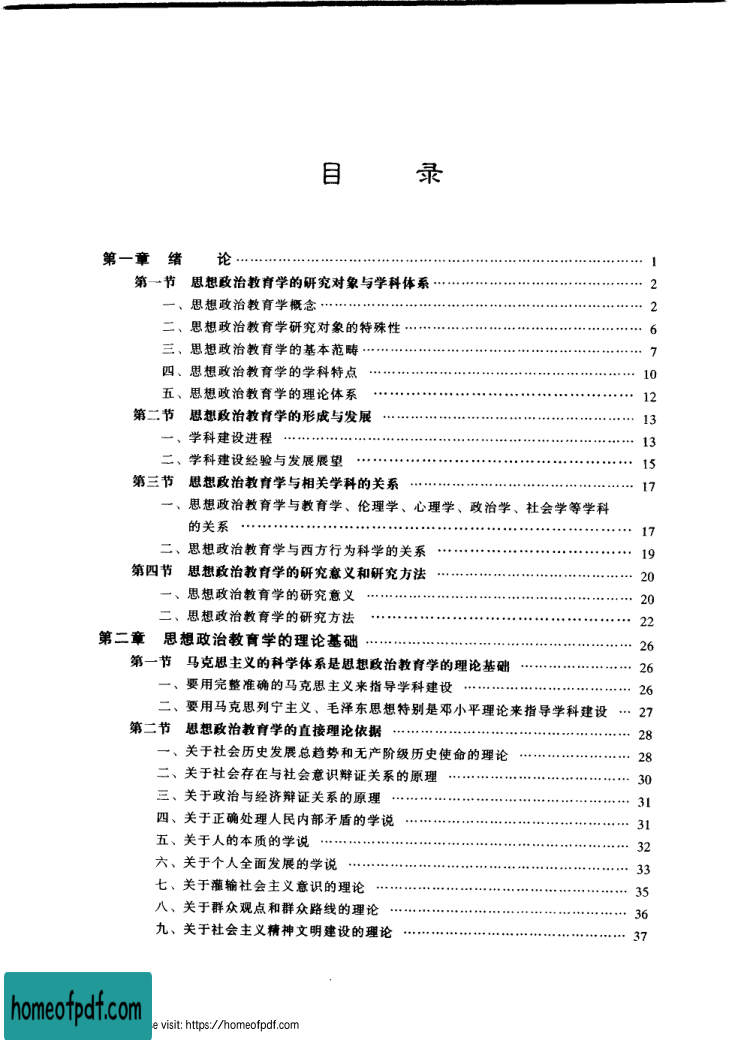 目 录
第一章 绪 论 …… 1
第一节 思想政治教育学的研究对象与学科体系 …… 2
一、思想政治教育学概念 …… 2
二、思想政治教育学研究对象的特殊性 …… 6
三、思想政治教育学的基本范畴 …… 7
四、思想政治教育学的学科特点 …… 10
五、思想政治教育学的理论体系 …… 12
第二节 思想政治教育学的形成与发展 …… 13
一、学科建设进程 …… 13
二、学科建设经验与发展展望 …… 15
第三节 思想政治教育学与相关学科的关系 …… 17
一、思想政治教育学与教育学、伦理学、心理学、政治学、社会学等学科
的关系 …… 17
二、思想政治教育学与西方行为科学的关系 …… 19
第四节 思想政治教育学的研究意义和研究方法 …… 20
一、思想政治教育学的研究意义 …… 20
二、思想政治教育学的研究方法 …… 22
第二章 思想政治教育学的理论基础 …… 26
第一节 马克思主义的科学体系是思想政治教育学的理论基础 …… 26
一、要用完整准确的马克思主义来指导学科建设 …… 26
二、要用马克思列宁主义、毛泽东思想特别是邓小平理论来指导学科建设 … 27
第二节 思想政治教育学的直接理论依据 …… 28
一、关于社会历史发展总趋势和无产阶级历史使命的理论 …… 28
二、关于社会存在与社会意识辩证关系的原理 …… 30
三、关于政治与经济辩证关系的原理 …… 31
四、关于正确处理人民内部矛盾的学说 …… 31
五、关于人的本质的学说 …… 32
六、关于个人全面发展的学说 …… 33
七、关于灌输社会主义意识的理论 …… 35
八、关于群众观点和群众路线的理论 …… 36
九、关于社会主义精神文明建设的理论 …… 37
homeofpdf.com
e visit: https://homeofpdf.com